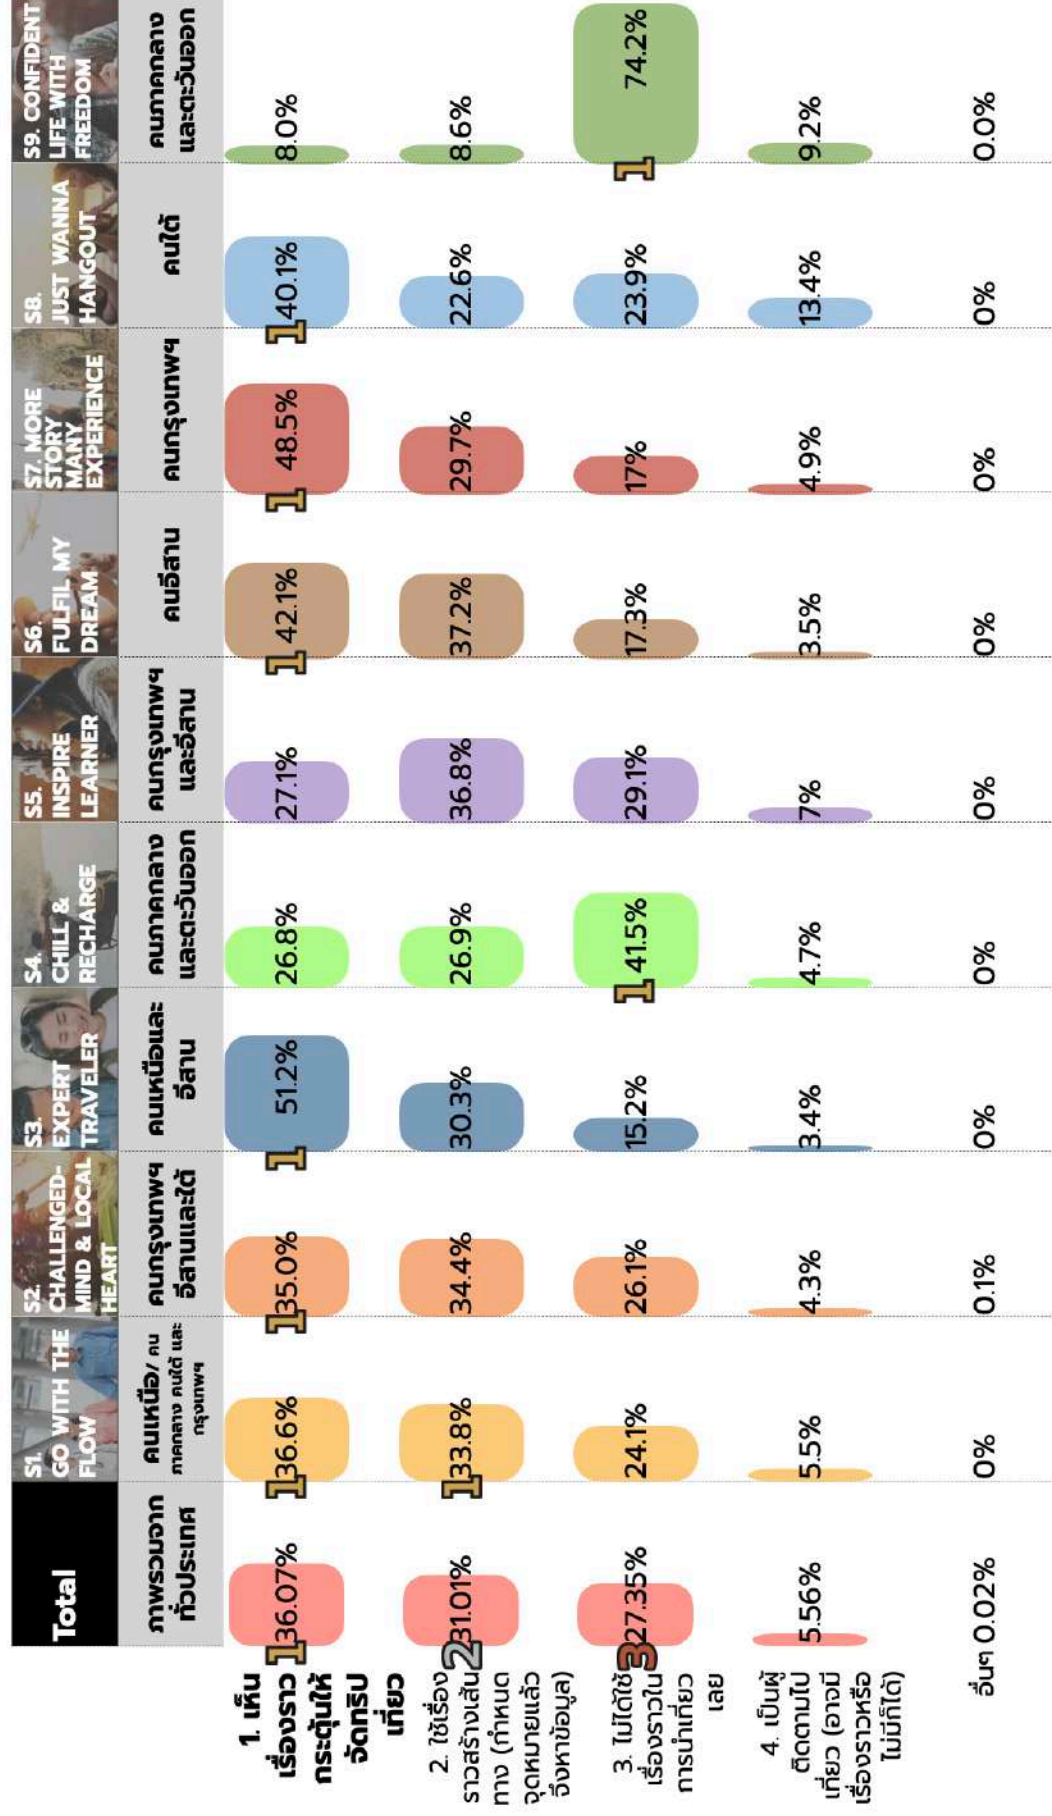 Total
S1.
GO WITH THE
FLOW
S2.
CHALLENGED-
MIND & LOCAL
HEART
S3.
EXPERT
TRAVELER
S4.
CHILL &
RECHARGE
S5.
INSPIRE
LEARNER
S6.
FULFIL MY
DREAM
S7. MORE
STORY
MANY
EXPERIENCE
S8.
JUST WANNA
HANGOUT
S9. CONFIDENT
LIFE WITH
FREEDOM
ภาพรวมจาก
ทั่วประเทศ
คนเหนือ/ คน
ภาคกลาง คนใต้ และ
กรุงเทพฯ
คนกรุงเทพฯ
อีสานและใต้
คนเหนือและ
อีสาน
คนภาคกลาง
และตะวันออก
คนกรุงเทพฯ
และอีสาน
คนอีสาน
คนกรุงเทพฯ
คนใต้
คนภาคกลาง
และตะวันออก
1. เห็น
เรื่องราว
กระตุ้นให้
จัดทริป
เที่ยว
1 36.07%
1 36.6%
1 35.0%
1 51.2%
26.8%
27.1%
1 42.1%
1 48.5%
1 40.1%
8.0%
2. ใช้เรื่อง
ราวสร้างเส้น
ทาง (กำหนด
จุดหมายแล้ว
จึงหาข้อมูล)
2 31.01%
1 33.8%
34.4%
30.3%
26.9%
36.8%
37.2%
29.7%
22.6%
8.6%
3. ไม่ได้ใช้
เรื่องราวใน
การนำเที่ยว
เลย
3 27.35%
24.1%
26.1%
15.2%
1 41.5%
29.1%
17.3%
17%
23.9%
1 74.2%
4. เป็นผู้
ติดตามไป
เที่ยว (อาจมี
เรื่องราวหรือ
ไม่มีก็ได้)
5.56%
5.5%
4.3%
3.4%
4.7%
7%
3.5%
4.9%
13.4%
9.2%
อื่นๆ 0.02%
0%
0.1%
0%
0%
0%
0%
0%
0%
0.0%